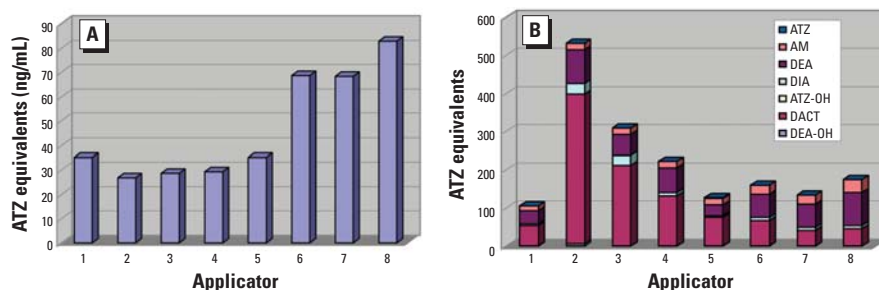 A
ATZ equivalents (ng/mL)
90
80
70
60
50
40
30
20
10
0
1 2 3 4 5 6 7 8
Applicator
B
ATZ equivalents
600
500
400
300
200
100
0
1 2 3 4 5 6 7 8
Applicator
ATZ
AM
DEA
DIA
ATZ-OH
DACT
DEA-OH